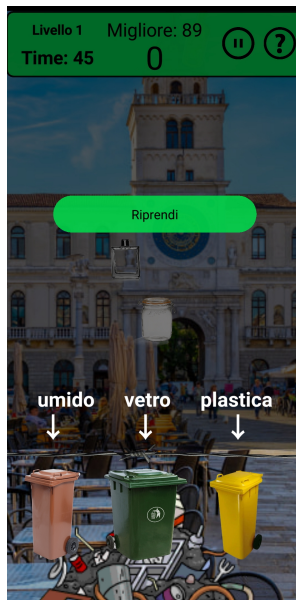 Livello 1
Migliore: 89
Time: 45
0
?
Riprendi
umido
vetro
plastica